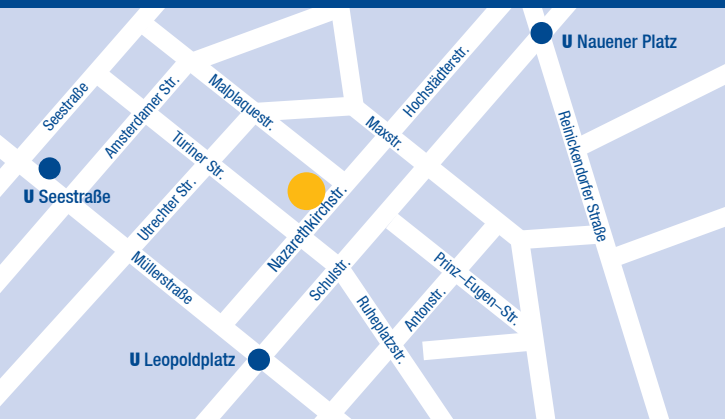 U Nauener Platz
Hochstädterstr.
Seestraße
Malplaquestr.
Amsterdamer Str.
Maxstr.
Turiner Str.
Reinickendorfer Straße
U Seestraße
Utrechter Str.
Nazarethkirchstr.
Müllerstraße
Schulstr.
Prinz–Eugen–Str.
Antonstr.
Ruheplatzstr.
U Leopoldplatz